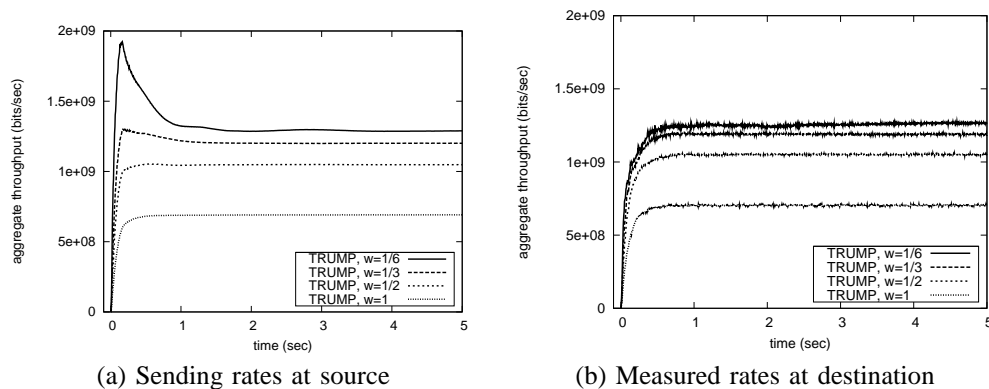 aggregate throughput (bits/sec)
2e+09
1.5e+09
1e+09
5e+08
0
0 1 2 3 4 5
time (sec)
TRUMP, w=1/6
TRUMP, w=1/3
TRUMP, w=1/2
TRUMP, w=1
(a) Sending rates at source
aggregate throughput (bits/sec)
2e+09
1.5e+09
1e+09
5e+08
0
0 1 2 3 4 5
time (sec)
TRUMP, w=1/6
TRUMP, w=1/3
TRUMP, w=1/2
TRUMP, w=1
(b) Measured rates at destination